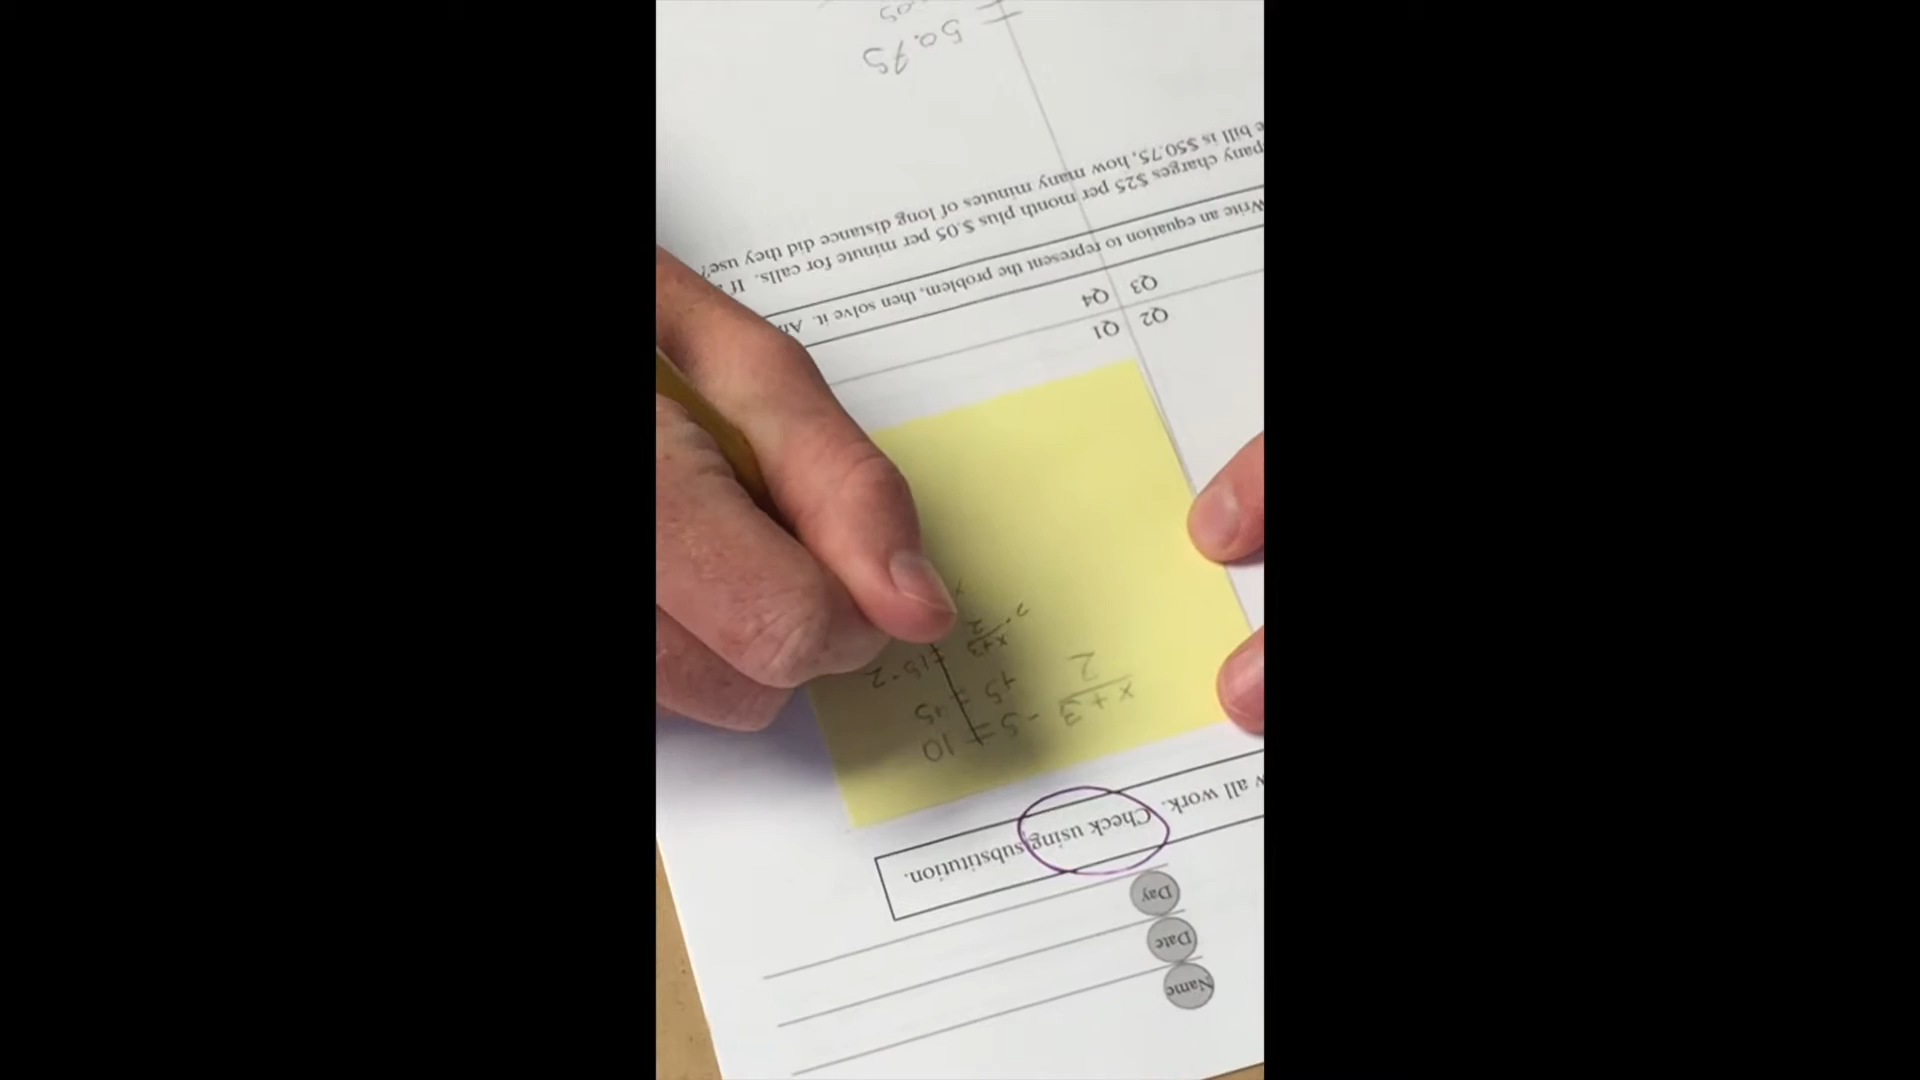 Name
Date
Day
w all work. Check using substitution.
x+3/2 - 5 = 10
+5 = +5
2· x+3/2 = 15·2
x
Q2 Q1
Q3 Q4
Write an equation to represent the problem, then solve it.
pany charges $25 per month plus $.05 per minute for calls. If
e bill is $50.75, how many minutes of long distance did they use?
= 50.75
.05